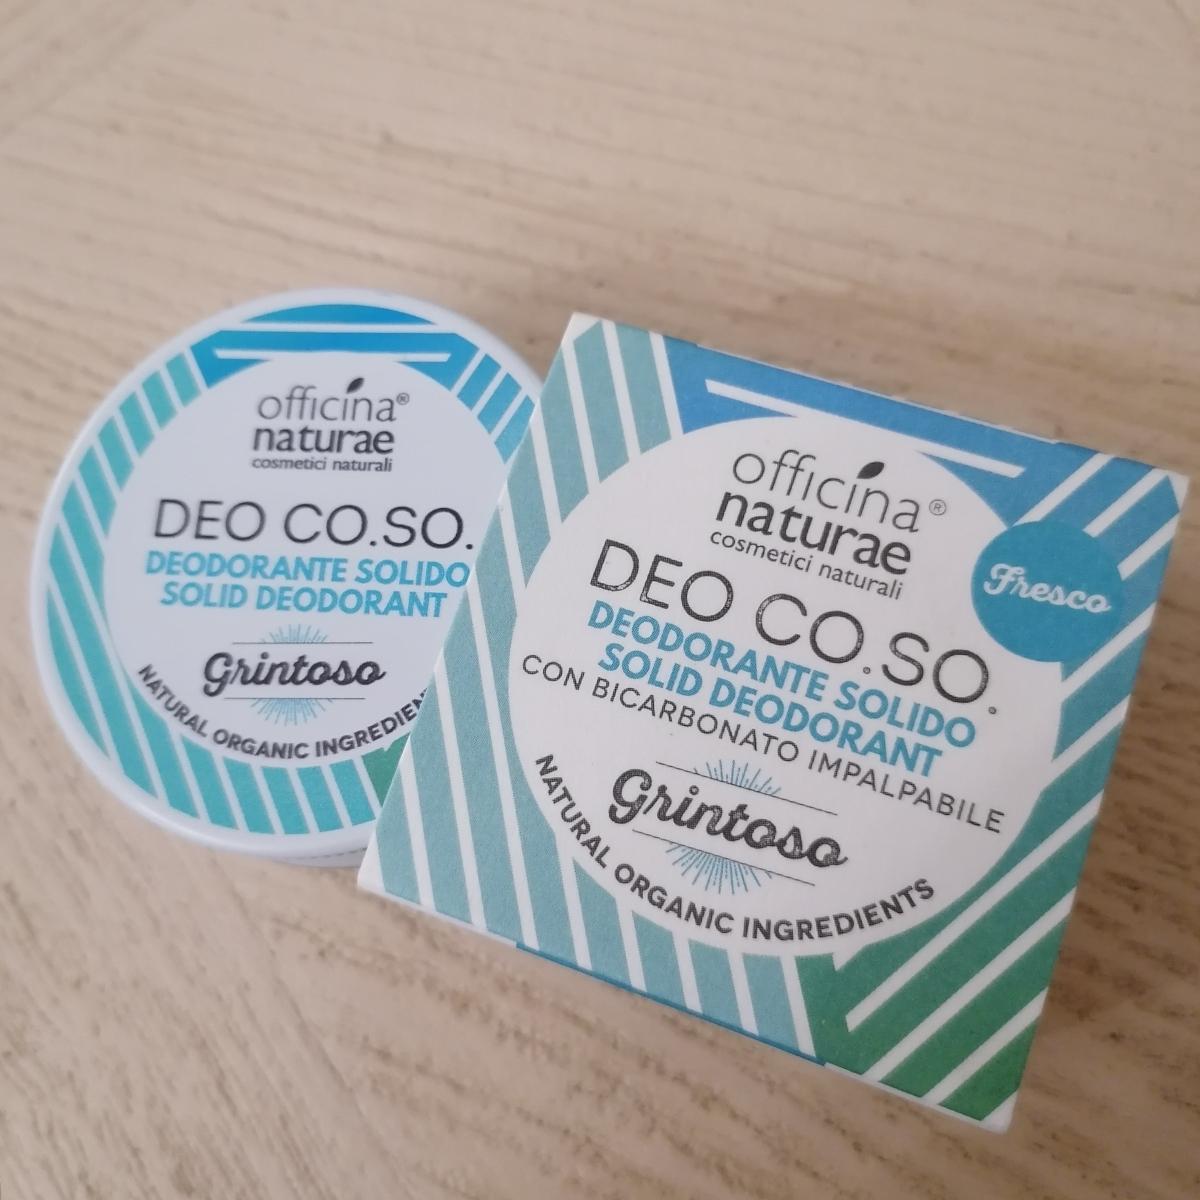 officina®
naturae
cosmetici naturali
DEO CO.SO.
DEODORANTE SOLIDO
SOLID DEODORANT
Grintoso
NATURAL ORGANIC
officina®
naturae
cosmetici naturali
Fresco
DEO CO.SO.
DEODORANTE SOLIDO
SOLID DEODORANT
CON BICARBONATO IMPALPABILE
Grintoso
NATURAL ORGANIC INGREDIENTS